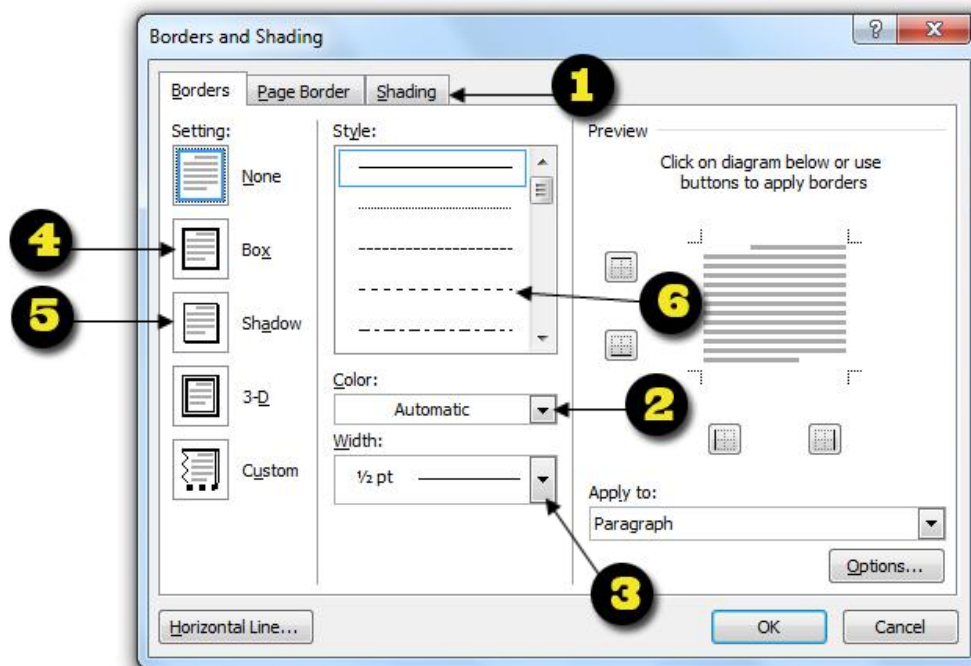 Borders and Shading
Borders Page Border Shading
1
Setting:
None
4
Box
5
Shadow
3-D
Custom
Style:
6
Color:
Automatic
2
Width:
½ pt
3
Preview
Click on diagram below or use
buttons to apply borders
Apply to:
Paragraph
Options...
Horizontal Line...
OK
Cancel